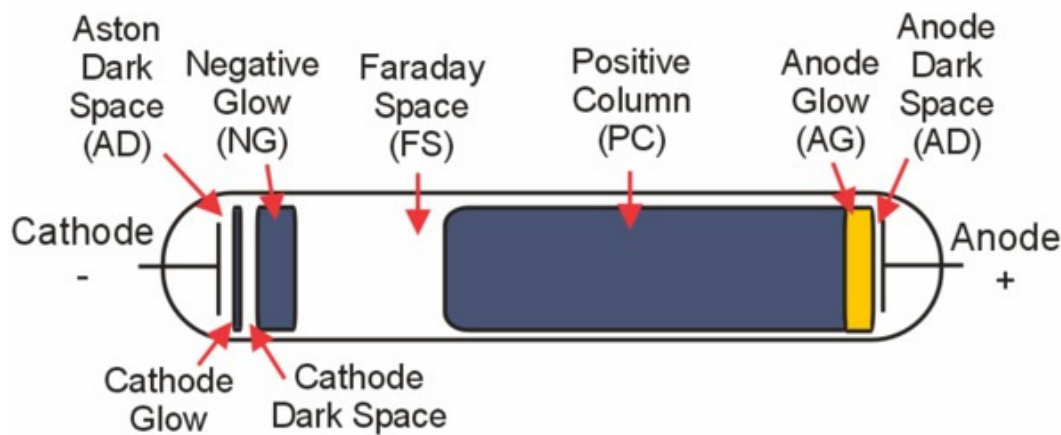 Aston
Dark
Space
(AD)
Negative
Glow
(NG)
Faraday
Space
(FS)
Positive
Column
(PC)
Anode
Glow
(AG)
Anode
Dark
Space
(AD)
Cathode
-
Anode
+
Cathode
Glow
Cathode
Dark Space